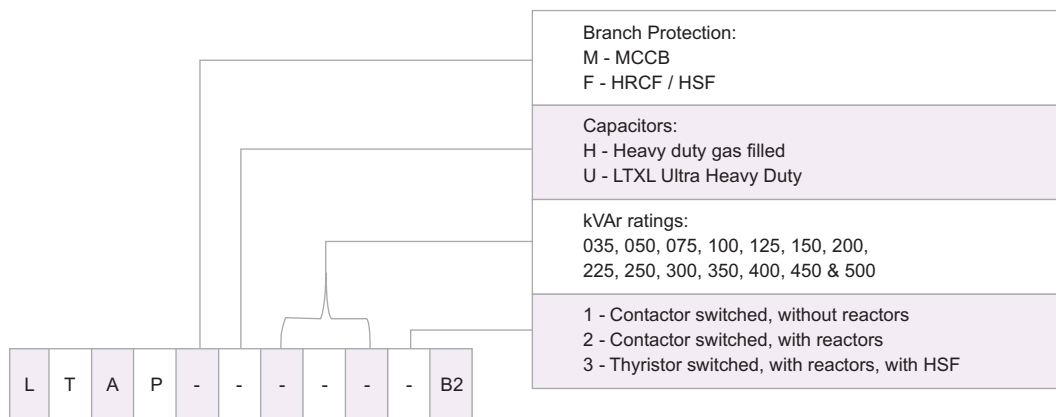 Branch Protection:
M - MCCB
F - HRCF / HSF
Capacitors:
H - Heavy duty gas filled
U - LTXL Ultra Heavy Duty
kVAr ratings:
035, 050, 075, 100, 125, 150, 200,
225, 250, 300, 350, 400, 450 & 500
1 - Contactor switched, without reactors
2 - Contactor switched, with reactors
3 - Thyristor switched, with reactors, with HSF
L T A P - - - - - - B2